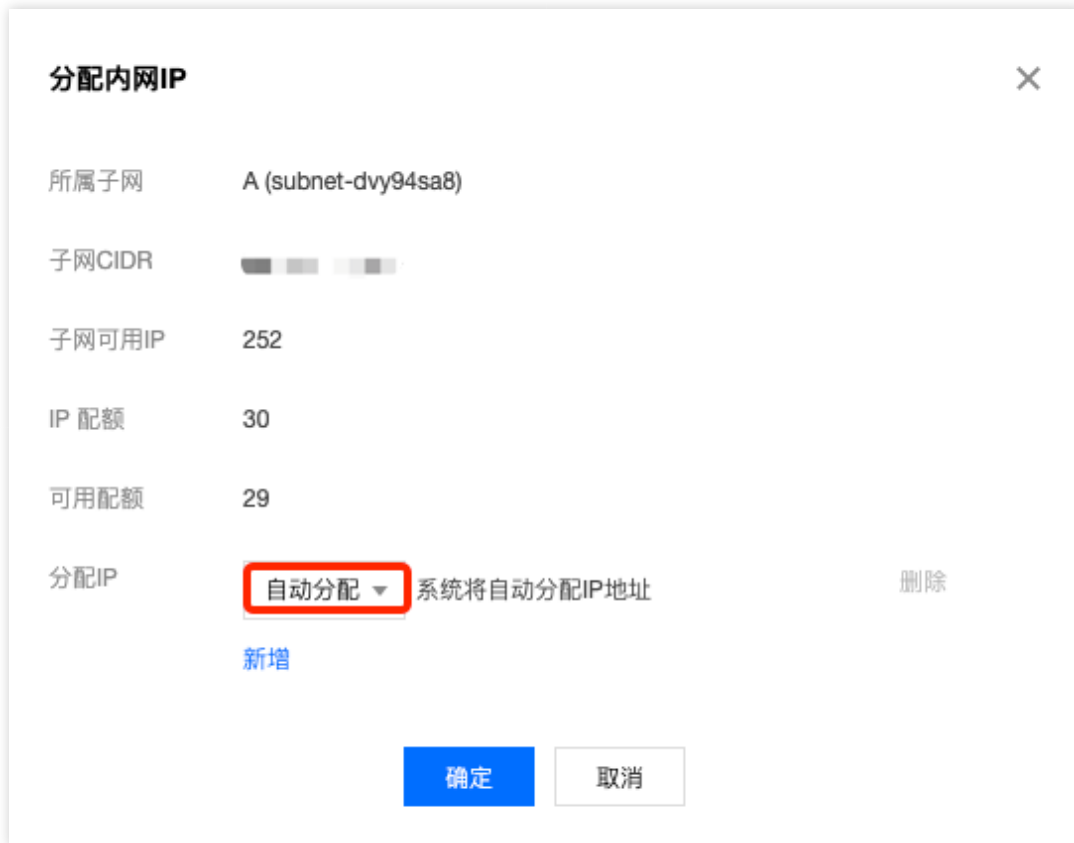 分配内网IP
所属子网 A (subnet-dvy94sa8)
子网CIDR
子网可用IP 252
IP 配额 30
可用配额 29
分配IP 自动分配 系统将自动分配IP地址 删除
新增
确定 取消